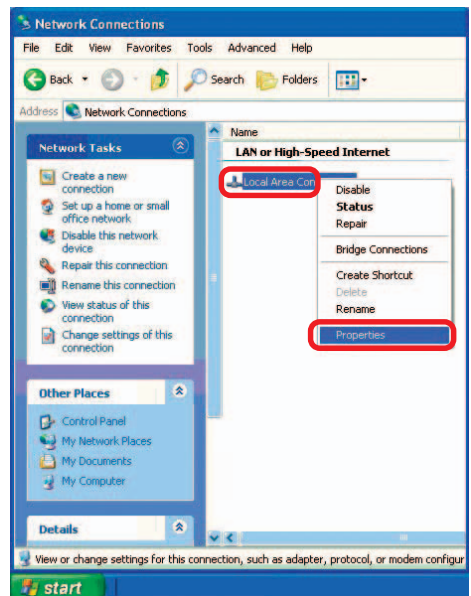 Network Connections
File Edit View Favorites Tools Advanced Help
Back Search Folders
Address Network Connections
Name
Network Tasks
Create a new
connection
Set up a home or small
office network
Disable this network
device
Repair this connection
Rename this connection
View status of this
connection
Change settings of this
connection
Other Places
Control Panel
My Network Places
My Documents
My Computer
Details
LAN or High-Speed Internet
Local Area Con
Disable
Status
Repair
Bridge Connections
Create Shortcut
Delete
Rename
Properties
View or change settings for this connection, such as adapter, protocol, or modem configur
start